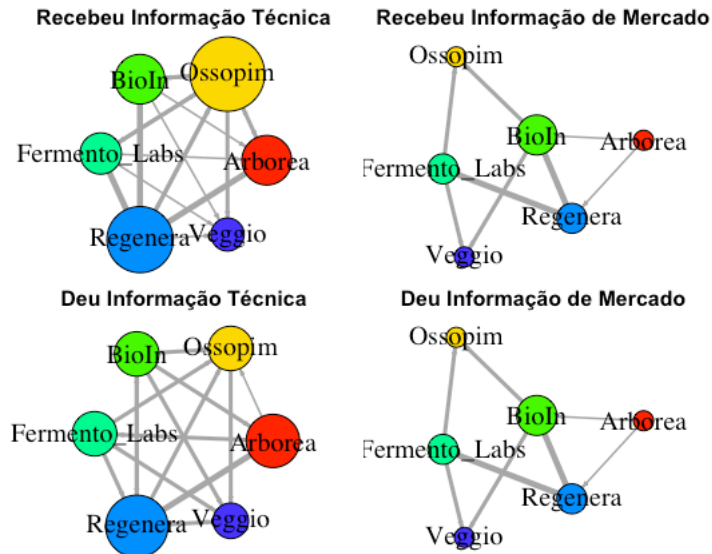 Recebeu Informação Técnica
BioIn
Ossopim
Fermento_Labs
Arborea
Regenera
Veggio
Recebeu Informação de Mercado
Ossopim
BioIn
Arborea
Fermento_Labs
Regenera
Veggio
Deu Informação Técnica
BioIn
Ossopim
Fermento_Labs
Arborea
Regenera
Veggio
Deu Informação de Mercado
Ossopim
BioIn
Arborea
Fermento_Labs
Regenera
Veggio